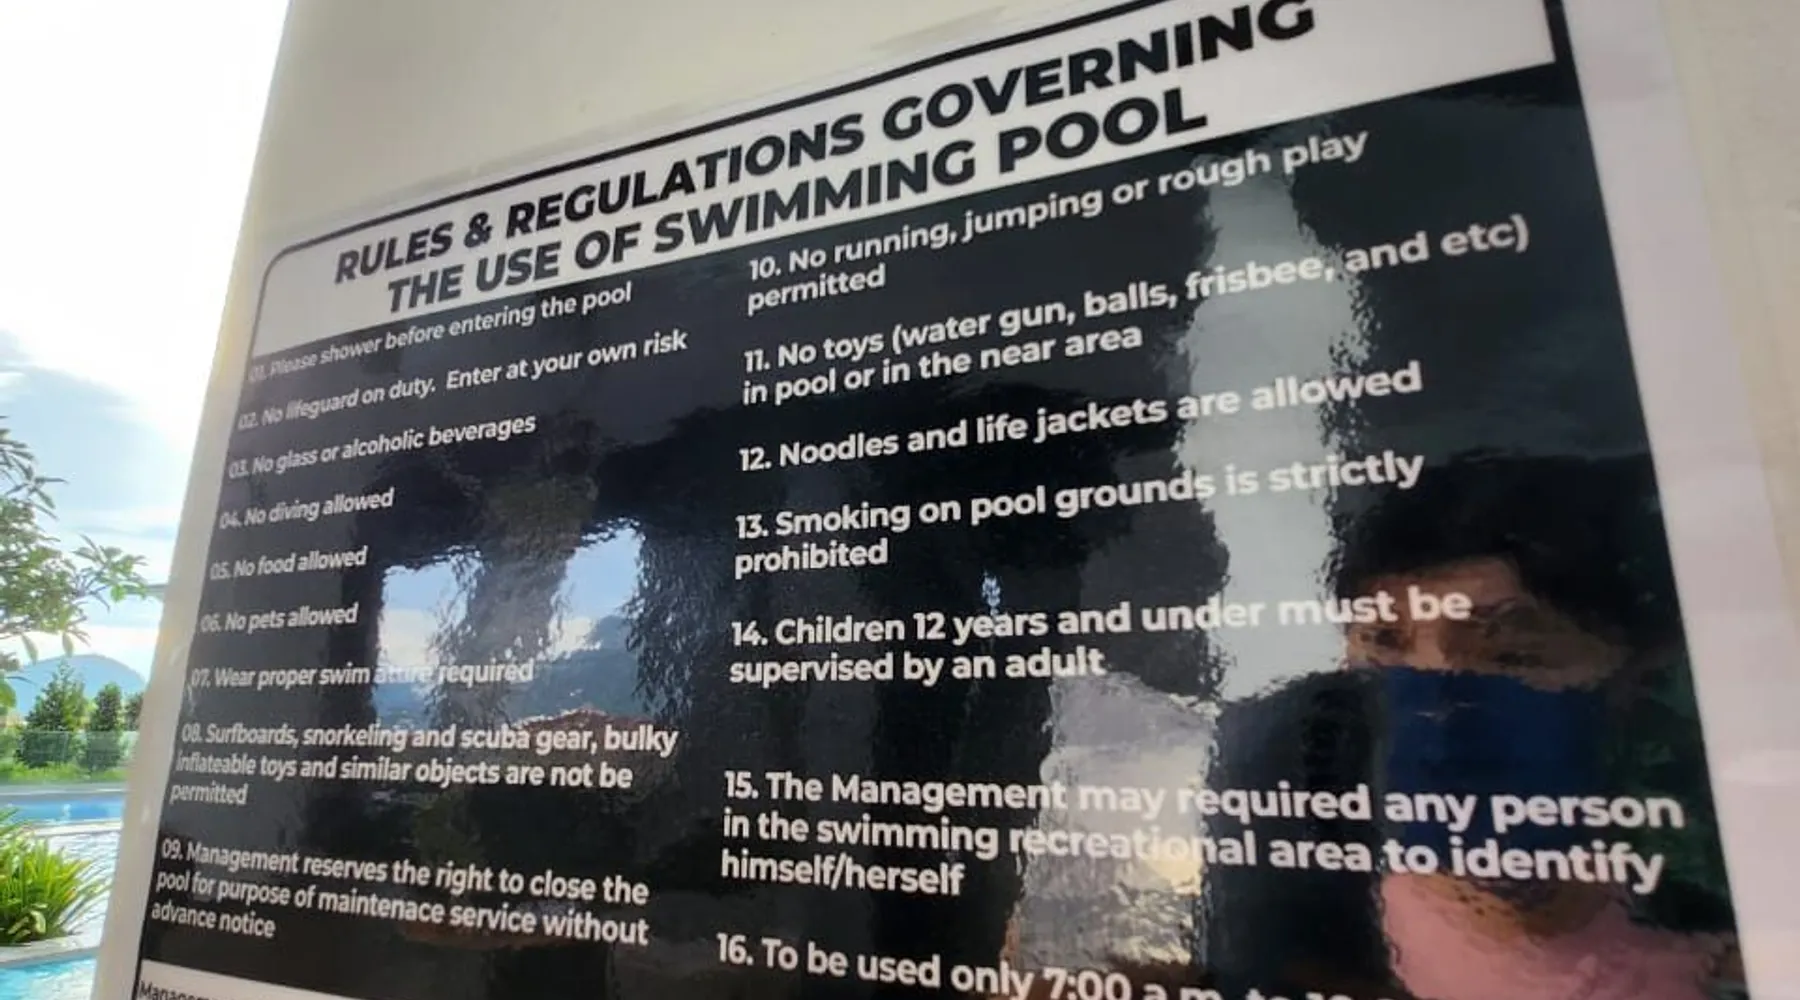 RULES & REGULATIONS GOVERNING
THE USE OF SWIMMING POOL
01. Please shower before entering the pool
02. No lifeguard on duty. Enter at your own risk
03. No glass or alcoholic beverages
04. No diving allowed
05. No food allowed
06. No pets allowed
07. Wear proper swim attire required
08. Surfboards, snorkeling and scuba gear, bulky
inflateable toys and similar objects are not be
permitted
09. Management reserves the right to close the
pool for purpose of maintenace service without
advance notice
10. No running, jumping or rough play
permitted
11. No toys (water gun, balls, frisbee, and etc)
in pool or in the near area
12. Noodles and life jackets are allowed
13. Smoking on pool grounds is strictly
prohibited
14. Children 12 years and under must be
supervised by an adult
15. The Management may required any person
in the swimming recreational area to identify
himself/herself
16. To be used only 7:00 a.m. to